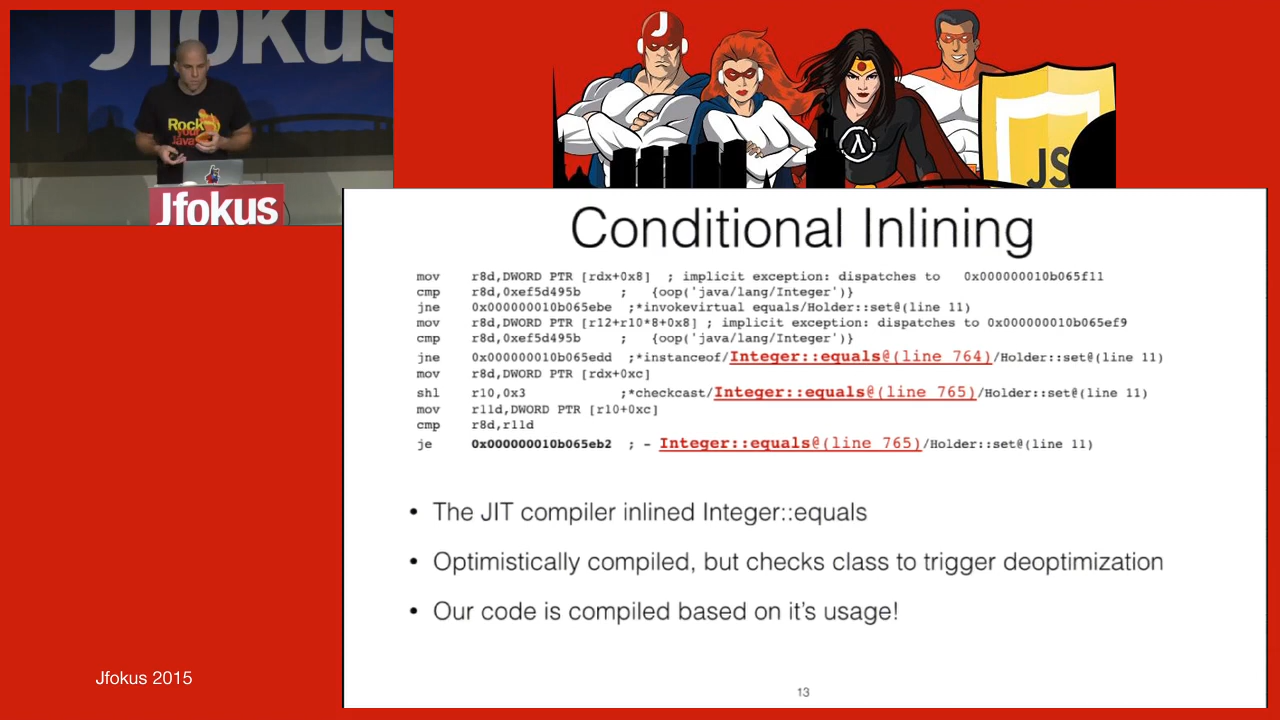 Jfokus
Rock
Your
Java
Jfokus
J
λ
JS
Conditional Inlining
mov r8d,DWORD PTR [rdx+0x8] ; implicit exception: dispatches to 0x000000010b065f11
cmp r8d,0xef5d495b ; {oop('java/lang/Integer')}
jne 0x000000010b065ebe ;*invokevirtual equals/Holder::set@(line 11)
mov r8d,DWORD PTR [r12+r10*8+0x8] ; implicit exception: dispatches to 0x000000010b065ef9
cmp r8d,0xef5d495b ; {oop('java/lang/Integer')}
jne 0x000000010b065edd ;*instanceof/Integer::equals@(line 764)/Holder::set@(line 11)
mov r8d,DWORD PTR [rdx+0xc]
shl r10,0x3 ;*checkcast/Integer::equals@(line 765)/Holder::set@(line 11)
mov r11d,DWORD PTR [r10+0xc]
cmp r8d,r11d
je 0x000000010b065eb2 ; - Integer::equals@(line 765)/Holder::set@(line 11)
• The JIT compiler inlined Integer::equals
• Optimistically compiled, but checks class to trigger deoptimization
• Our code is compiled based on it's usage!
13
Jfokus 2015